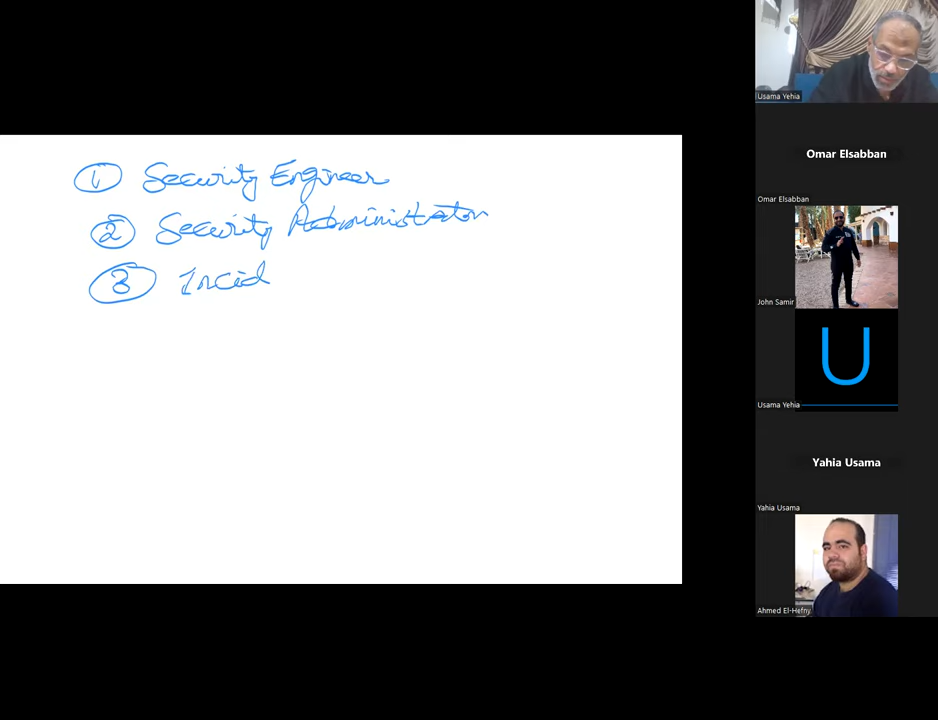 ① Security Engineer
② Security Administrator
③ Incid
Usama Yehia
Omar Elsabban
Omar Elsabban
John Samir
U
Usama Yehia
Yahia Usama
Yahia Usama
Ahmed El-Hefny